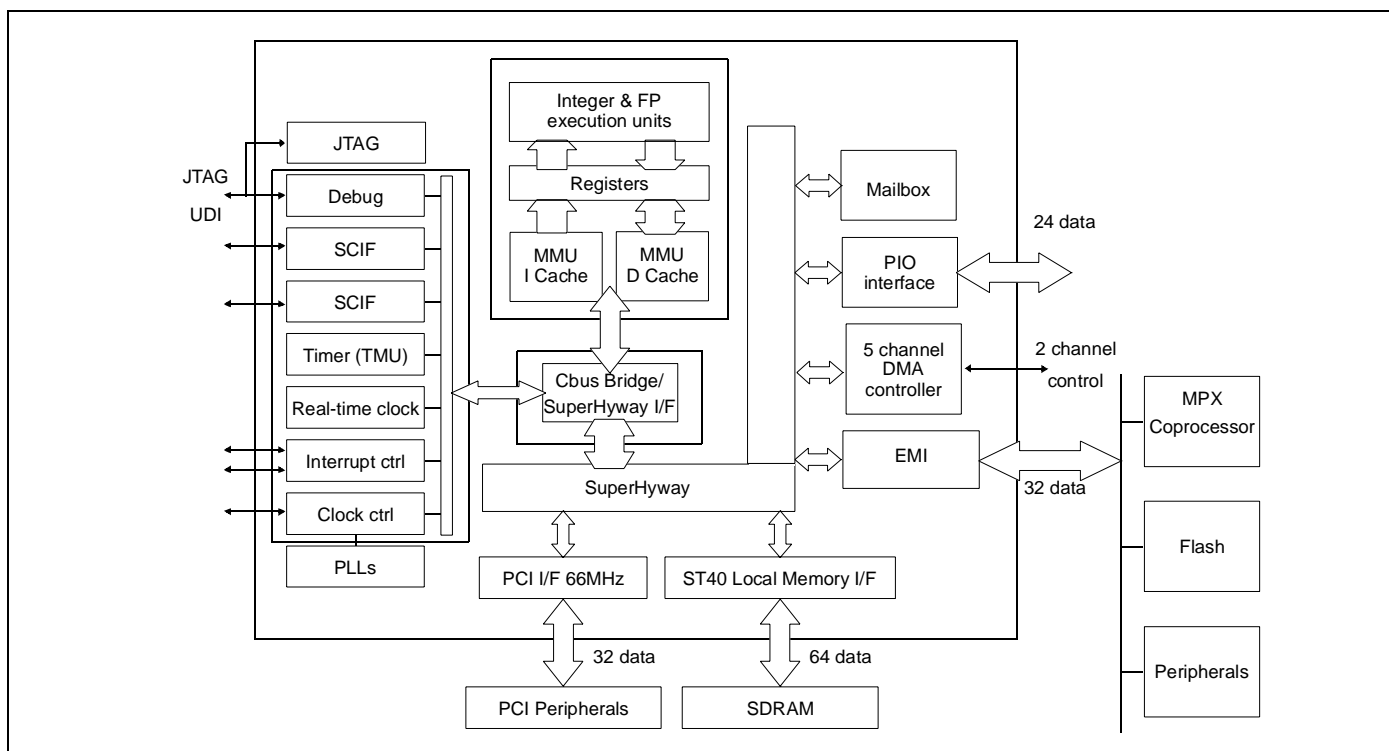 Integer & FP
execution units
Registers
MMU
I Cache
MMU
D Cache
JTAG
JTAG
UDI
Debug
SCIF
SCIF
Timer (TMU)
Real-time clock
Interrupt ctrl
Clock ctrl
PLLs
Cbus Bridge/
SuperHyway I/F
SuperHyway
Mailbox
PIO
interface
24 data
5 channel
DMA
controller
2 channel
control
EMI
32 data
MPX
Coprocessor
Flash
Peripherals
PCI I/F 66MHz
ST40 Local Memory I/F
32 data
64 data
PCI Peripherals
SDRAM